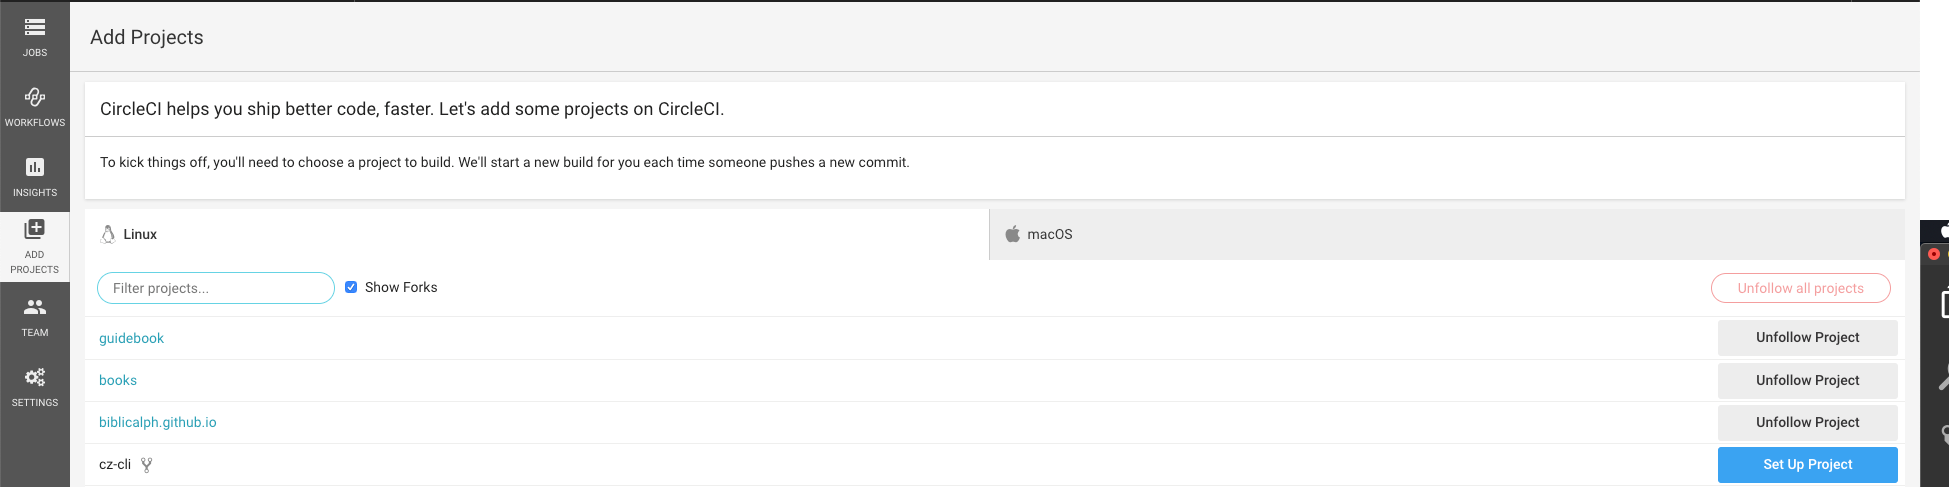 JOBS
WORKFLOWS
INSIGHTS
ADD
PROJECTS
TEAM
SETTINGS
Add Projects
CircleCI helps you ship better code, faster. Let's add some projects on CircleCI.
To kick things off, you'll need to choose a project to build. We'll start a new build for you each time someone pushes a new commit.
Linux
macOS
Filter projects...
Show Forks
Unfollow all projects
guidebook
Unfollow Project
books
Unfollow Project
biblicalph.github.io
Unfollow Project
cz-cli
Set Up Project